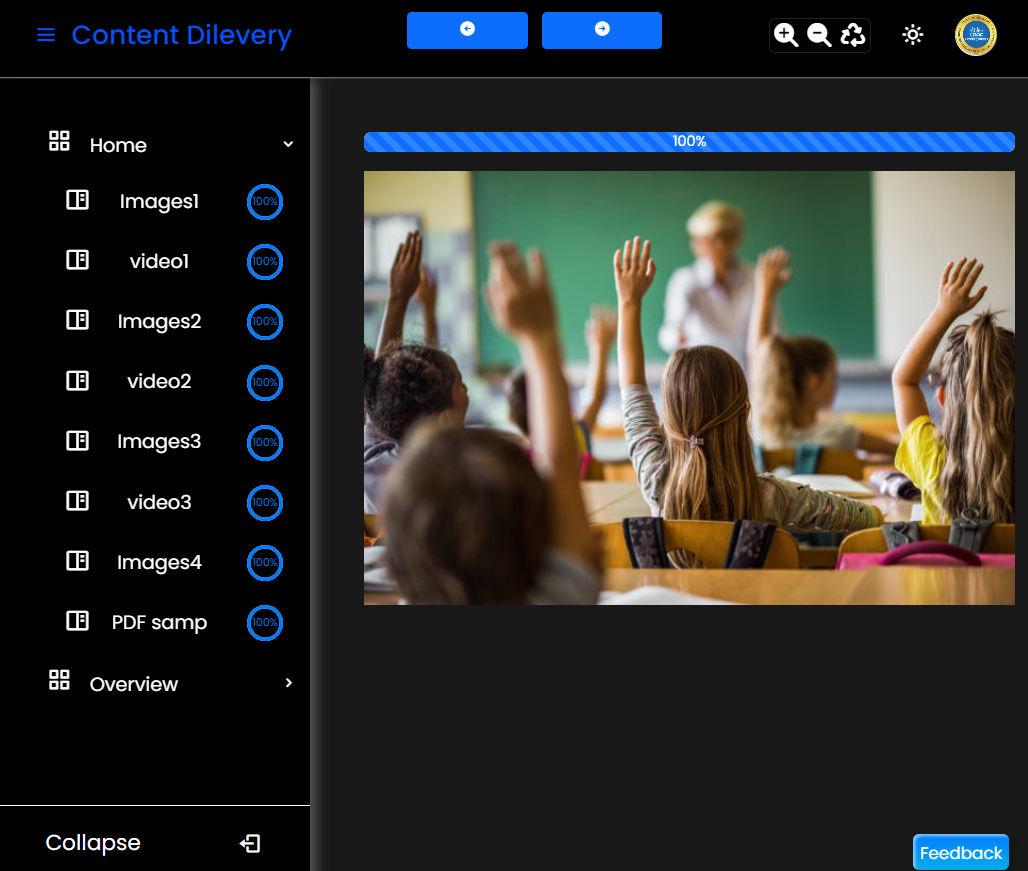 Content Dilevery
100%
Home
Images1
100%
video1
100%
Images2
100%
video2
100%
Images3
100%
video3
100%
Images4
100%
PDF samp
100%
Overview
Collapse
Feedback